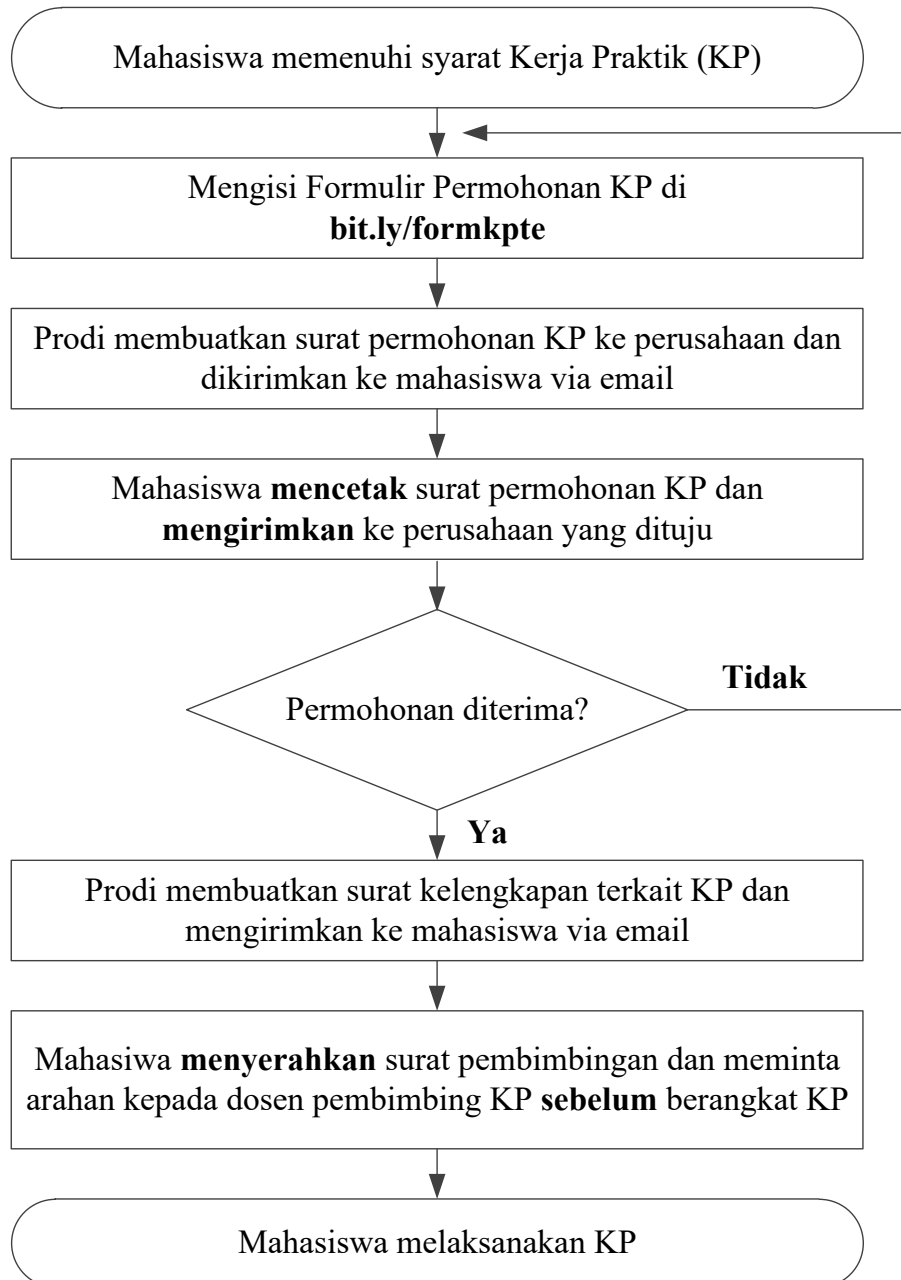 Mahasiswa memenuhi syarat Kerja Praktik (KP)
Mengisi Formulir Permohonan KP di
bit.ly/formkpte
Prodi membuatkan surat permohonan KP ke perusahaan dan
dikirimkan ke mahasiswa via email
Mahasiswa mencetak surat permohonan KP dan
mengirimkan ke perusahaan yang dituju
Tidak
Permohonan diterima?
Ya
Prodi membuatkan surat kelengkapan terkait KP dan
mengirimkan ke mahasiswa via email
Mahasiwa menyerahkan surat pembimbingan dan meminta
arahan kepada dosen pembimbing KP sebelum berangkat KP
Mahasiswa melaksanakan KP